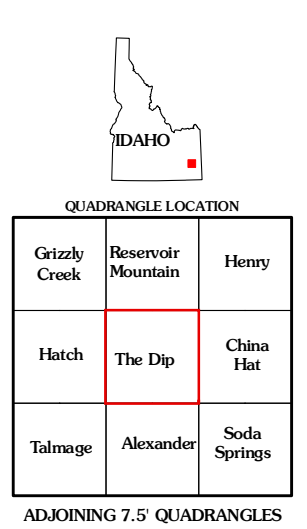 IDAHO
QUADRANGLE LOCATION
Grizzly
Creek
Reservoir
Mountain
Henry
Hatch
The Dip
China
Hat
Talmage
Alexander
Soda
Springs
ADJOINING 7.5' QUADRANGLES